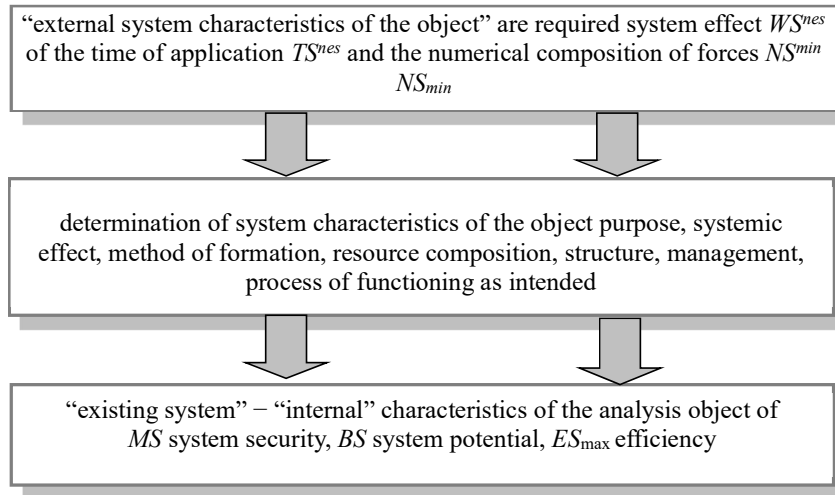 “external system characteristics of the object” are required system effect WSⁿᵉˢ
of the time of application TSⁿᵉˢ and the numerical composition of forces NSᵐⁱⁿ
NSₘᵢₙ
determination of system characteristics of the object purpose, systemic
effect, method of formation, resource composition, structure, management,
process of functioning as intended
“existing system” − “internal” characteristics of the analysis object of
MS system security, BS system potential, ESₘₐₓ efficiency